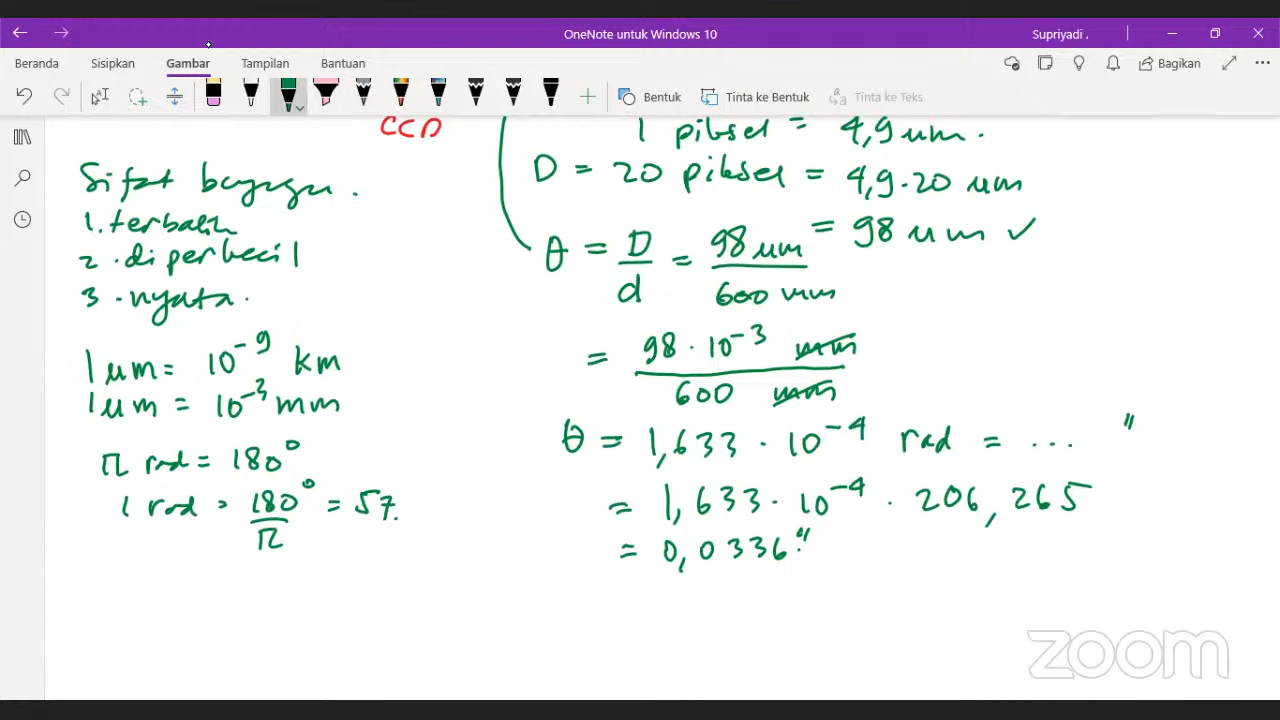 OneNote untuk Windows 10
Supriyadi .
Beranda
Sisipkan
Gambar
Tampilan
Bantuan
Bagikan
Bentuk
Tinta ke Bentuk
Tinta ke Teks
CCD
Sifat bayangan .
1. terbalik
2 . diperkecil
3 . nyata .
1 um = 10⁻⁹ km
1 um = 10⁻³ mm
π rad = 180°
1 rad = 180° / π = 57.
1 piksel = 4,9 um .
D = 20 piksel = 4,9 . 20 um
= 98 um ✓
θ = D / d = 98 um / 600 mm
= 98 . 10⁻³ mm / 600 mm
θ = 1,633 . 10⁻⁴ rad = ... "
= 1,633 . 10⁻⁴ . 206,265
= 0,0336"
zoom